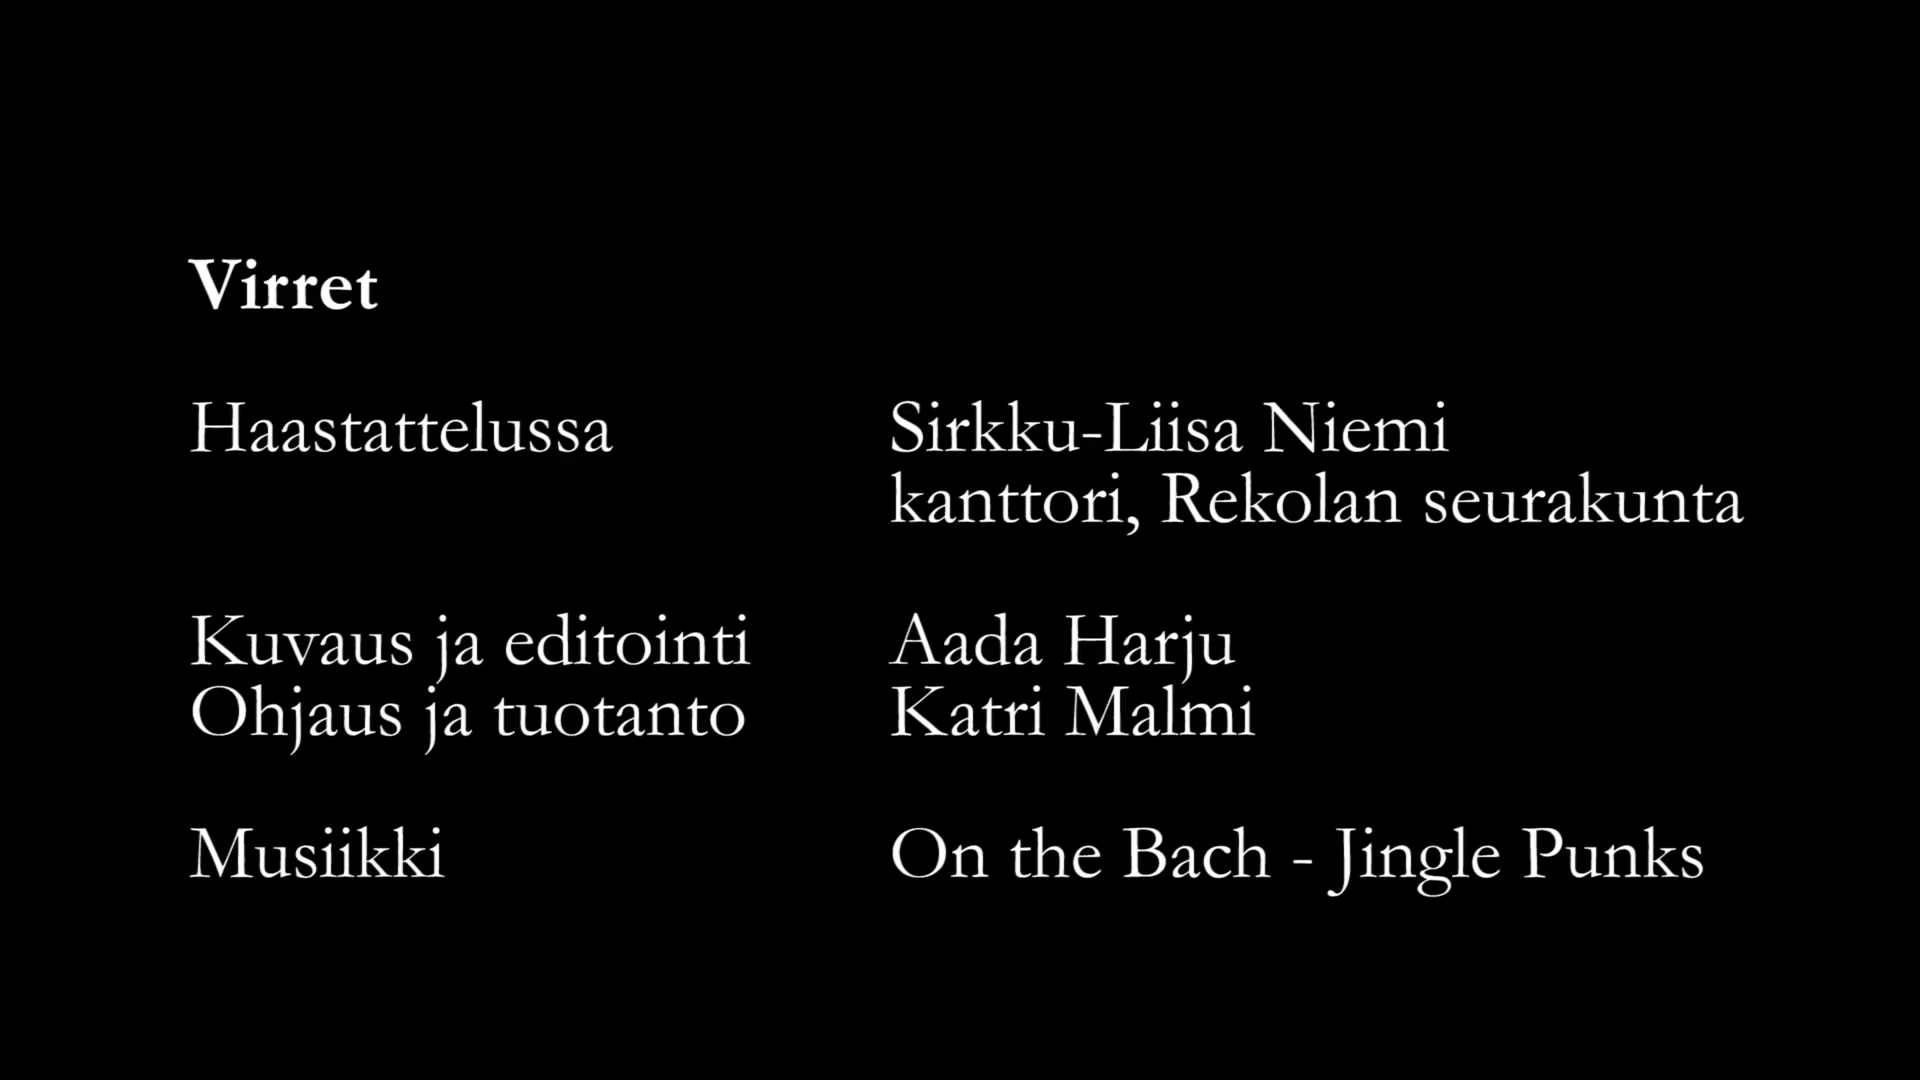 Virret
Haastattelussa Sirkku-Liisa Niemi
kanttori, Rekolan seurakunta
Kuvaus ja editointi Aada Harju
Ohjaus ja tuotanto Katri Malmi
Musiikki On the Bach - Jingle Punks